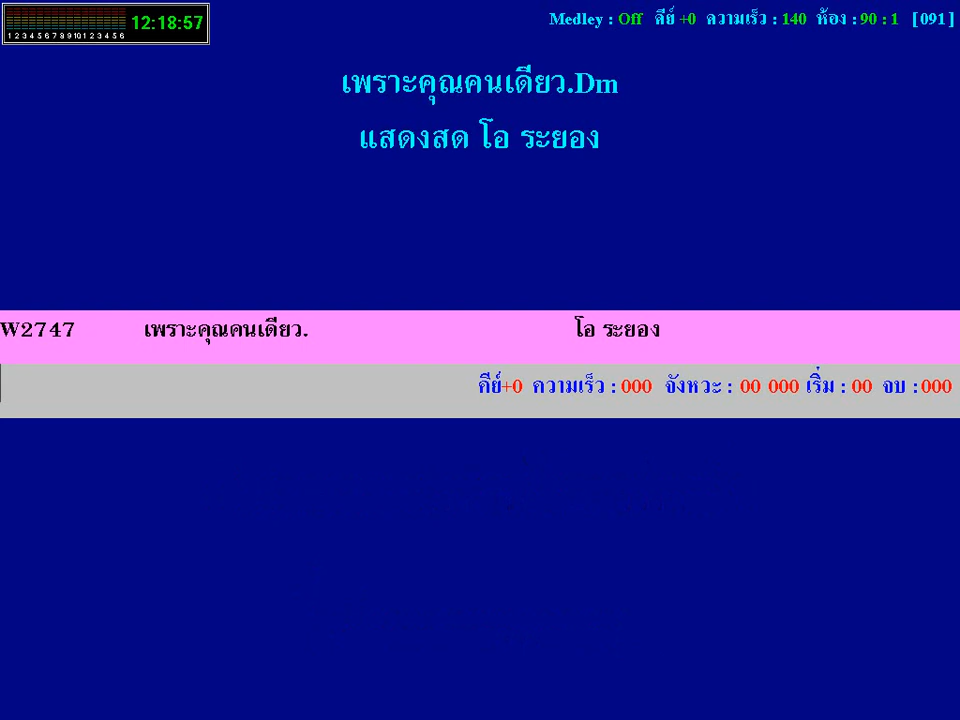 12:18:57
1 2 3 4 5 6 7 8 9 10 1 2 3 4 5 6
Medley : Off คีย์ +0 ความเร็ว : 140 ห้อง : 90 : 1 [091]
เพราะคุณคนเดียว.Dm
แสดงสด โอ ระยอง
W2747 เพราะคุณคนเดียว. โอ ระยอง
คีย์+0 ความเร็ว : 000 จังหวะ : 00 000 เริ่ม : 00 จบ : 000